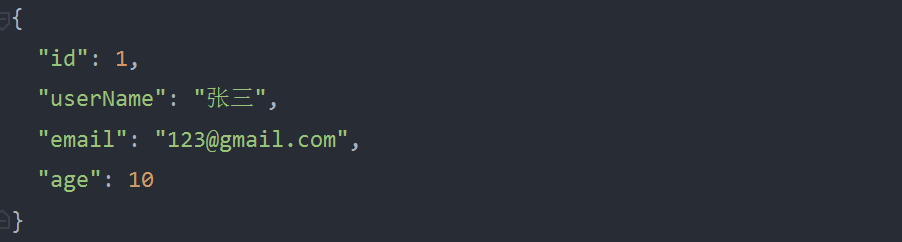 {
"id": 1,
"userName": "张三",
"email": "123@gmail.com",
"age": 10
}